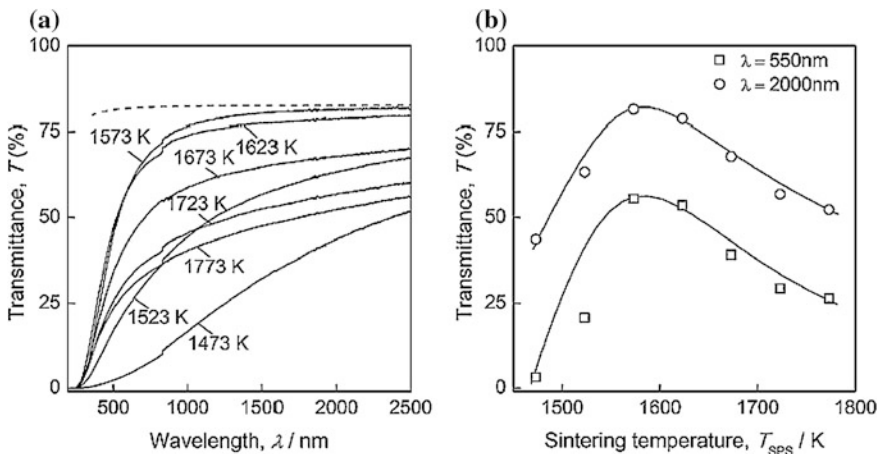 (a)
100
75
50
25
0
Transmittance, T (%)
1573 K
1623 K
1673 K
1723 K
1773 K
1523 K
1473 K
500 1000 1500 2000 2500
Wavelength, λ / nm
(b)
100
75
50
25
0
Transmittance, T (%)
λ = 550nm
λ = 2000nm
1500 1600 1700 1800
Sintering temperature, T_SPS / K